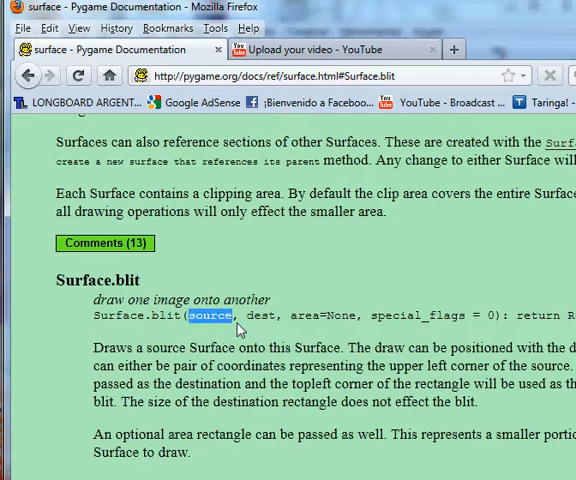 surface - Pygame Documentation - Mozilla Firefox
File Edit View History Bookmarks Tools Help
surface - Pygame Documentation × Upload your video - YouTube × +
http://pygame.org/docs/ref/surface.html#Surface.blit
LONGBOARD ARGENT... Google AdSense ¡Bienvenido a Faceboo... YouTube - Broadcast ... Taringa!
Surfaces can also reference sections of other Surfaces. These are created with the
create a new surface that references its parent method. Any change to either Surface will
Each Surface contains a clipping area. By default the clip area covers the entire Surface
all drawing operations will only effect the smaller area.
Comments (13)
Surface.blit
draw one image onto another
Surface.blit(source, dest, area=None, special_flags = 0): return
Draws a source Surface onto this Surface. The draw can be positioned with the
can either be pair of coordinates representing the upper left corner of the source.
passed as the destination and the topleft corner of the rectangle will be used as the
blit. The size of the destination rectangle does not effect the blit.
An optional area rectangle can be passed as well. This represents a smaller
Surface to draw.